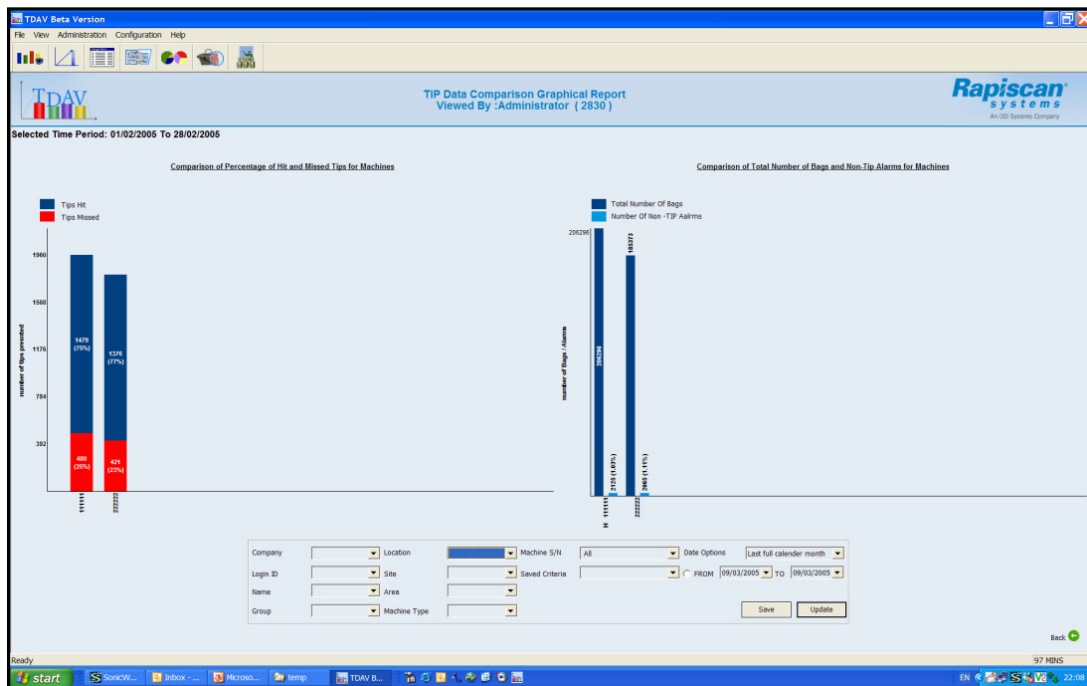 TDAV Beta Version
File View Administration Configuration Help
TDAV
TIP Data Comparison Graphical Report
Viewed By :Administrator ( 2830 )
Rapiscan
systems
An OSI Systems Company
Selected Time Period: 01/02/2005 To 28/02/2005
Comparison of Percentage of Hit and Missed Tips for Machines
Tips Hit
Tips Missed
1960
1568
1176
784
392
number of tips presented
1479
(75%)
1376
(77%)
480
(25%)
421
(23%)
111111
222222
Comparison of Total Number of Bags and Non-Tip Alarms for Machines
Total Number Of Bags
Number Of Non -TIP Aalrms
206296
number of Bags / Alarms
206296
2125 (1.03%)
185373
2065 (1.11%)
H 111111
222222
Company Location Machine S/N All Date Options Last full calender month
Login ID Site Saved Criteria FROM 09/03/2005 TO 09/03/2005
Name Area
Group Machine Type Save Update
Back
Ready 97 MINS
start SonicW... Inbox - ... Microso... temp TDAV B... EN 22:08